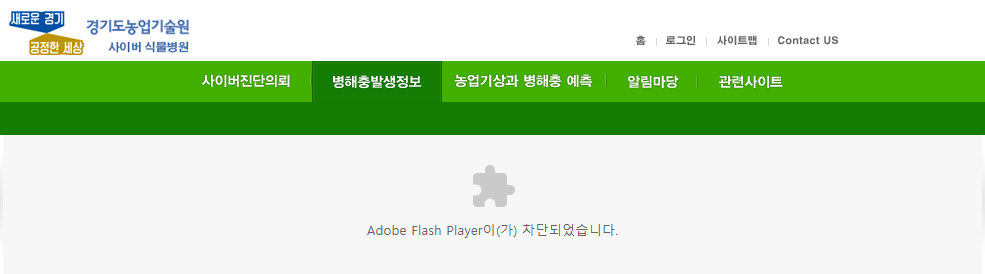 새로운 경기
공정한 세상
경기도농업기술원
사이버 식물병원
홈 로그인 사이트맵 Contact US
사이버진단의뢰 병해충발생정보 농업기상과 병해충 예측 알림마당 관련사이트
Adobe Flash Player이(가) 차단되었습니다.